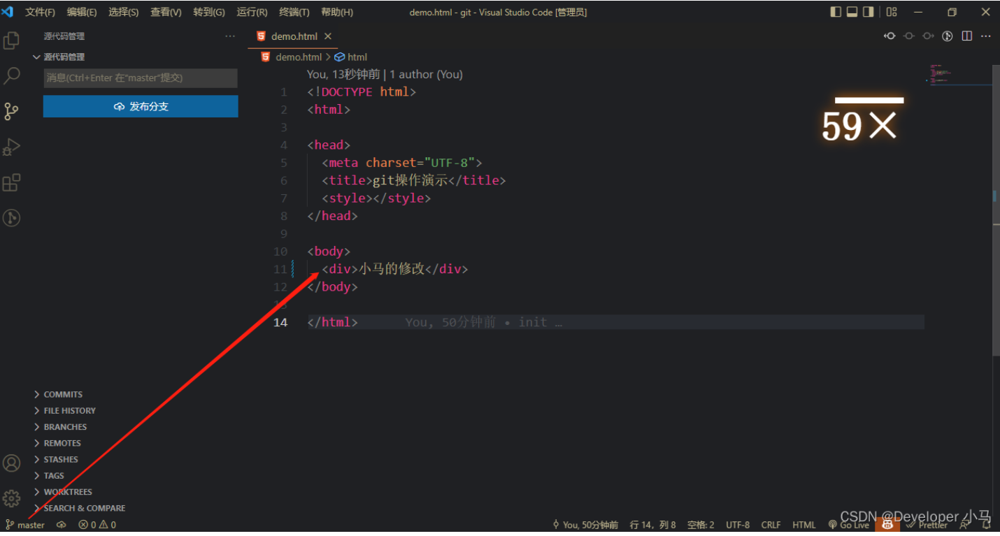 文件(F) 编辑(E) 选择(S) 查看(V) 转到(G) 运行(R) 终端(T) 帮助(H) demo.html - git - Visual Studio Code [管理员]
源代码管理 ··· demo.html
源代码管理 demo.html > html
消息(Ctrl+Enter 在"master"提交)
发布分支
You, 13秒钟前 | 1 author (You)
59×
1 <!DOCTYPE html>
2 <html>
3
4 <head>
5 <meta charset="UTF-8">
6 <title>git操作演示</title>
7 <style></style>
8 </head>
9
10 <body>
11 <div>小马的修改</div>
12 </body>
13
14 </html> You, 50分钟前 • init …
COMMITS
FILE HISTORY
BRANCHES
REMOTES
STASHES
TAGS
WORKTREES
SEARCH & COMPARE
master 0 0 You, 50分钟前 行 14，列 8 空格: 2 UTF-8 CRLF HTML Go Live Prettier
CSDN @Developer 小马